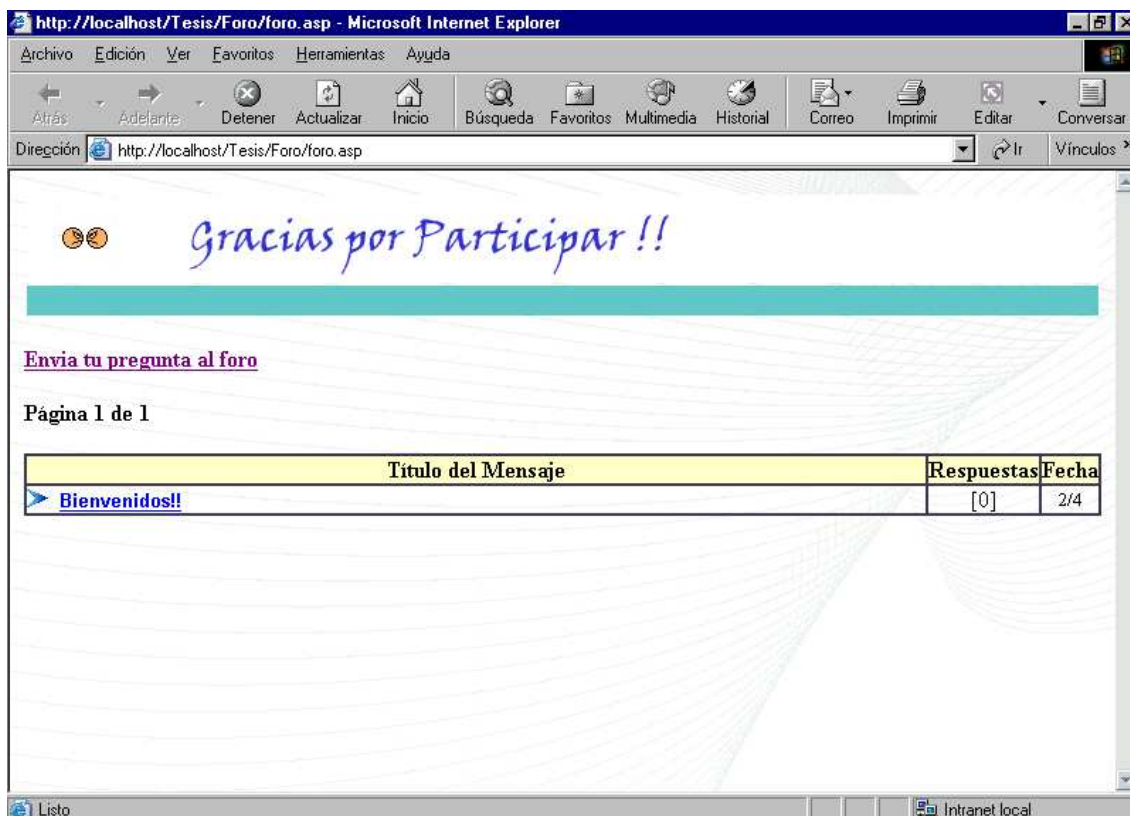 http://localhost/Tesis/Foro/foro.asp - Microsoft Internet Explorer
Archivo Edición Ver Favoritos Herramientas Ayuda
Atrás Adelante Detener Actualizar Inicio Búsqueda Favoritos Multimedia Historial Correo Imprimir Editar Conversar
Dirección http://localhost/Tesis/Foro/foro.asp Ir Vínculos »
Gracias por Participar !!
Envia tu pregunta al foro
Página 1 de 1
Título del Mensaje Respuestas Fecha
Bienvenidos!! [0] 2/4
Listo Intranet local